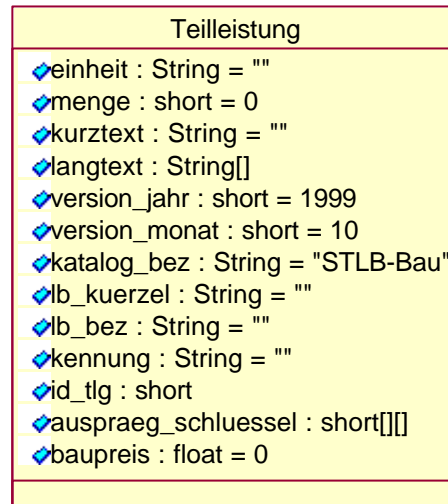 Teilleistung
einheit : String = ""
menge : short = 0
kurztext : String = ""
langtext : String[]
version_jahr : short = 1999
version_monat : short = 10
katalog_bez : String = "STLB-Bau"
lb_kuerzel : String = ""
lb_bez : String = ""
kennung : String = ""
id_tlg : short
auspraeg_schluessel : short[][]
baupreis : float = 0